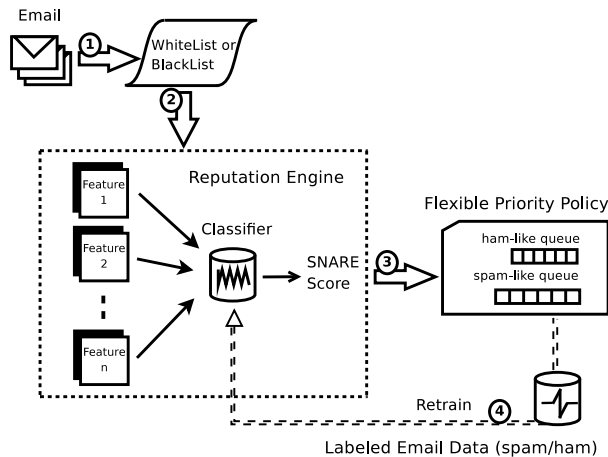 Email
1
WhiteList or
BlackList
2
Reputation Engine
Feature
1
Feature
2
Feature
n
Classifier
SNARE
Score
3
Flexible Priority Policy
ham-like queue
spam-like queue
Retrain
4
Labeled Email Data (spam/ham)